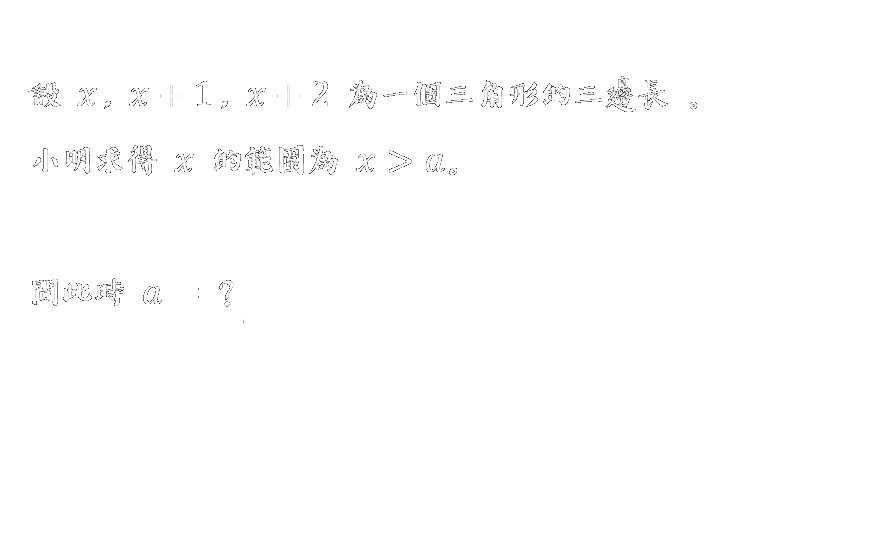 設 x, x + 1, x + 2 為一個三角形的三邊長 。
小明求得 x 的範圍為 x > a。
問此時 a = ?